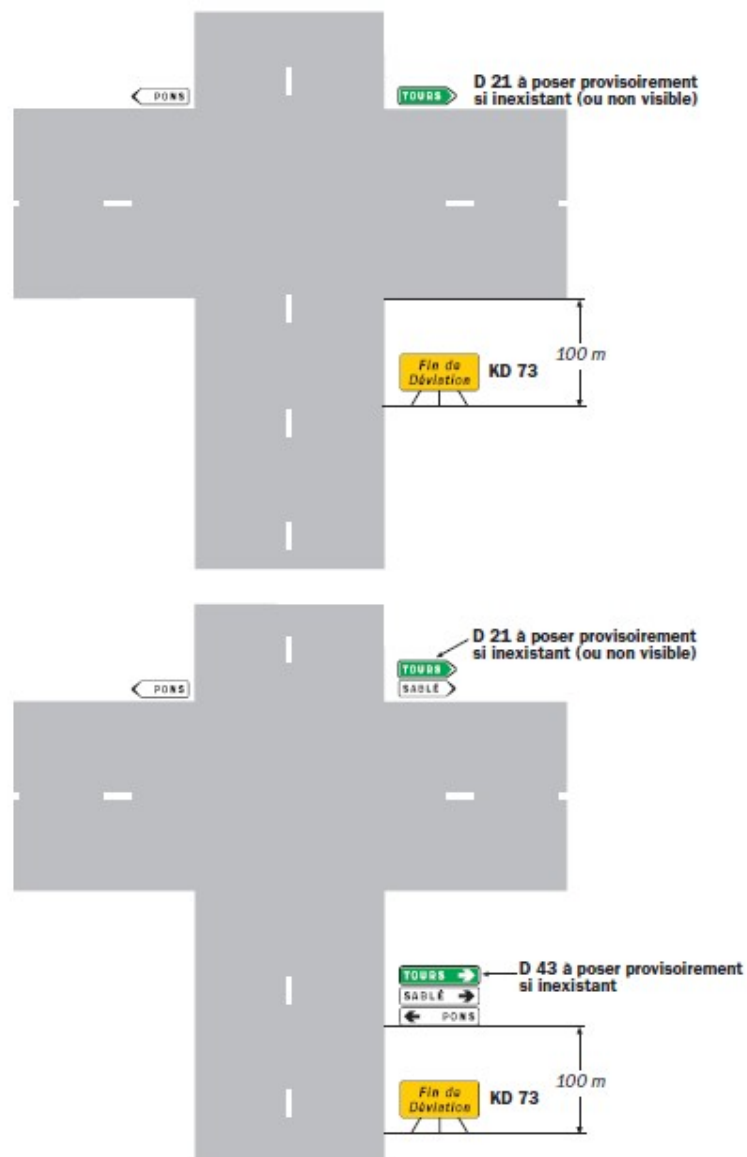 PONS
TOURS
D 21 à poser provisoirement
si inexistant (ou non visible)
100 m
Fin de
Déviation
KD 73
D 21 à poser provisoirement
si inexistant (ou non visible)
TOURS
PONS
SABLÉ
TOURS
D 43 à poser provisoirement
si inexistant
SABLÉ
PONS
100 m
Fin de
Déviation
KD 73